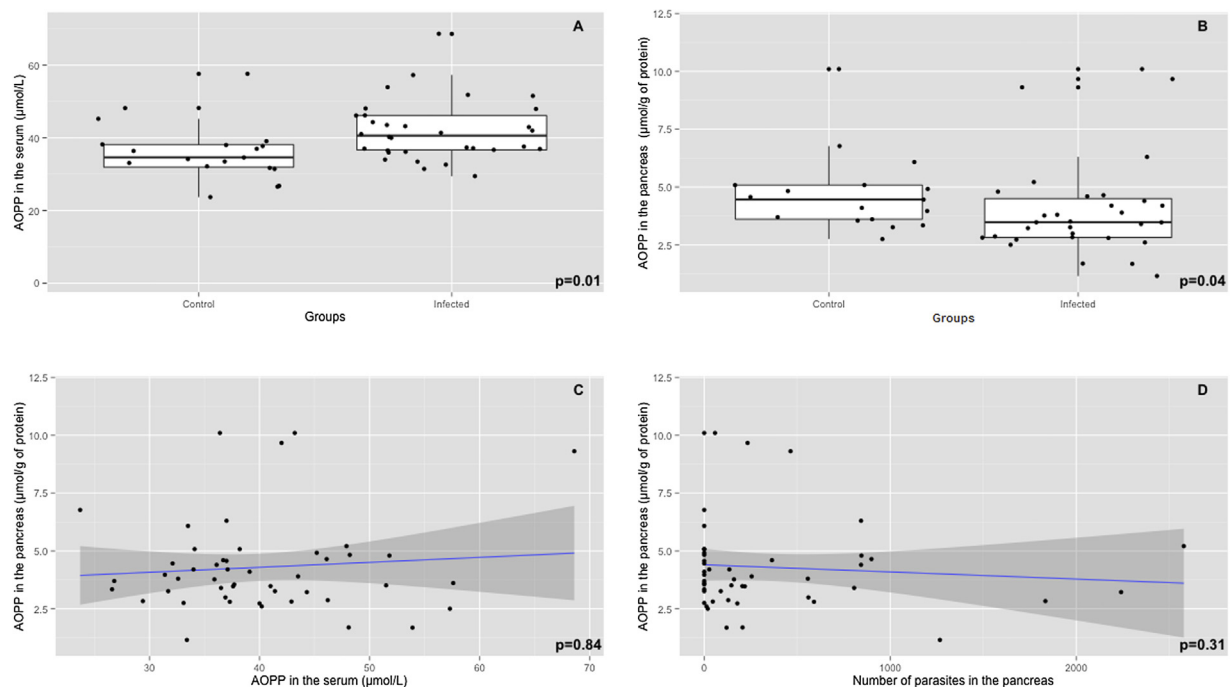 A
AOPP in the serum (µmol/L)
60
40
20
0
Control
Infected
Groups
p=0.01
B
AOPP in the pancreas (µmol/g of protein)
12.5
10.0
7.5
5.0
2.5
Control
Infected
Groups
p=0.04
C
AOPP in the pancreas (µmol/g of protein)
12.5
10.0
7.5
5.0
2.5
30
40
50
60
70
AOPP in the serum (µmol/L)
p=0.84
D
AOPP in the pancreas (µmol/g of protein)
12.5
10.0
7.5
5.0
2.5
0
1000
2000
Number of parasites in the pancreas
p=0.31